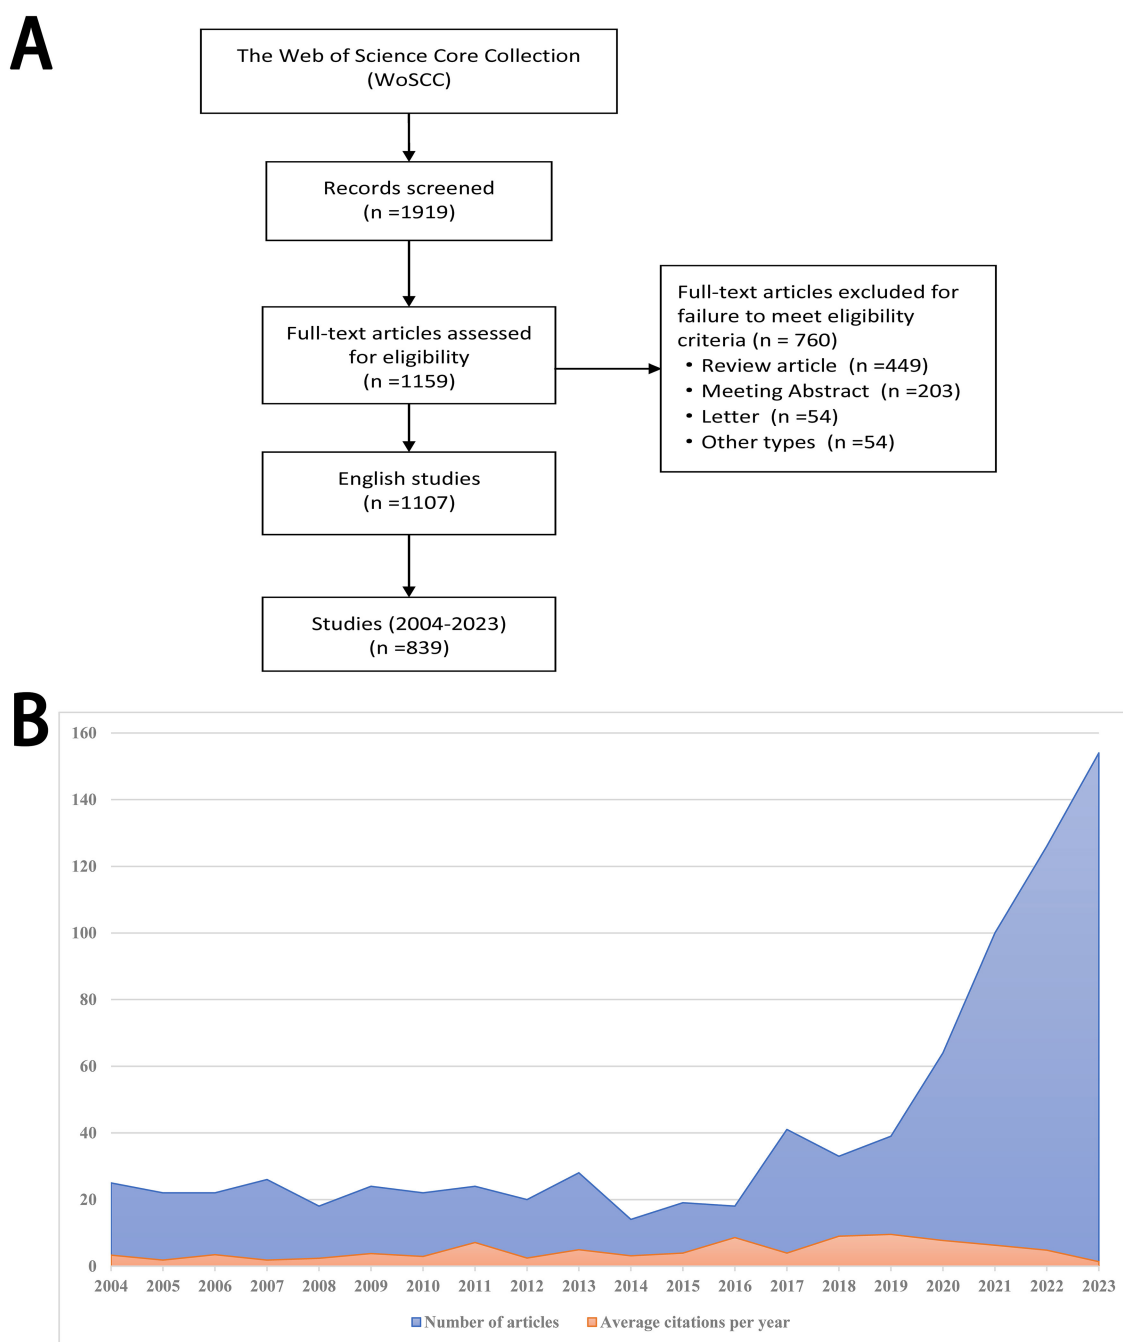 A
The Web of Science Core Collection
(WoSCC)
Records screened
(n =1919)
Full-text articles assessed
for eligibility
(n =1159)
Full-text articles excluded for
failure to meet eligibility
criteria (n = 760)
• Review article (n =449)
• Meeting Abstract (n =203)
• Letter (n =54)
• Other types (n =54)
English studies
(n =1107)
Studies (2004-2023)
(n =839)
B
160
140
120
100
80
60
40
20
0
2004 2005 2006 2007 2008 2009 2010 2011 2012 2013 2014 2015 2016 2017 2018 2019 2020 2021 2022 2023
Number of articles Average citations per year